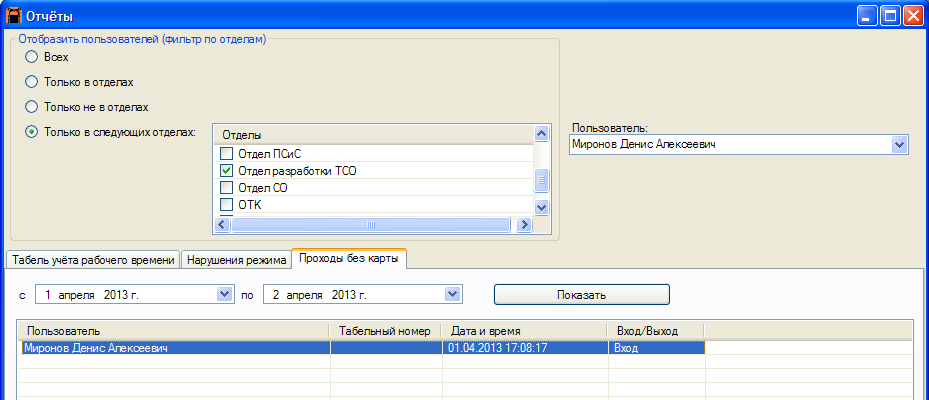 Отчёты
Отобразить пользователей (фильтр по отделам)
Всех
Только в отделах
Только не в отделах
Только в следующих отделах:
Отделы
Отдел ПСиС
Отдел разработки ТСО
Отдел СО
ОТК
Пользователь:
Миронов Денис Алексеевич
Табель учёта рабочего времени Нарушения режима Проходы без карты
с 1 апреля 2013 г. по 2 апреля 2013 г. Показать
Пользователь Табельный номер Дата и время Вход/Выход
Миронов Денис Алексеевич 01.04.2013 17:08:17 Вход